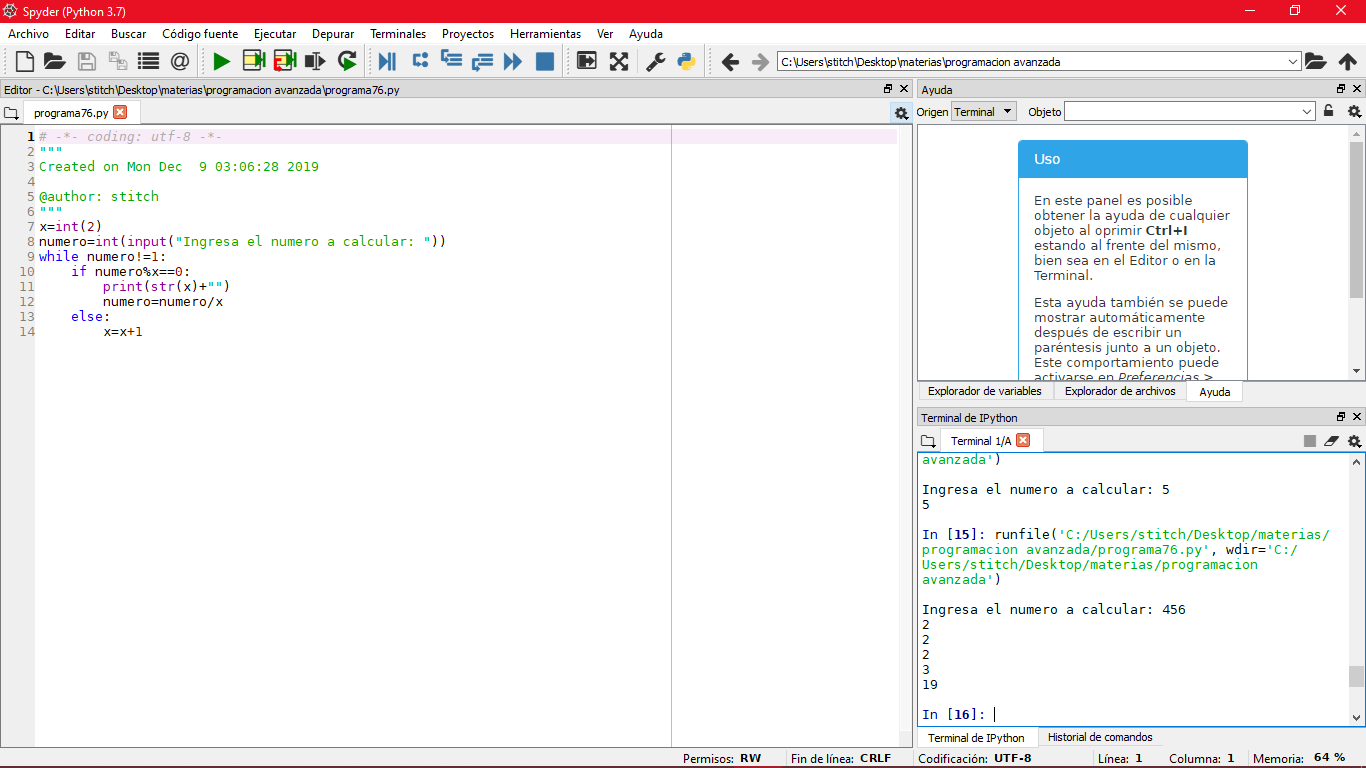 Spyder (Python 3.7)
Archivo Editar Buscar Código fuente Ejecutar Depurar Terminales Proyectos Herramientas Ver Ayuda
C:\Users\stitch\Desktop\materias\programacion avanzada
Editor - C:\Users\stitch\Desktop\materias\programacion avanzada\programa76.py
programa76.py
1 # -*- coding: utf-8 -*-
2 """
3 Created on Mon Dec  9 03:06:28 2019
4
5 @author: stitch
6 """
7 x=int(2)
8 numero=int(input("Ingresa el numero a calcular: "))
9 while numero!=1:
10     if numero%x==0:
11         print(str(x)+"")
12         numero=numero/x
13     else:
14         x=x+1
Ayuda
Origen Terminal Objeto
Uso
En este panel es posible
obtener la ayuda de cualquier
objeto al oprimir Ctrl+I
estando al frente del mismo,
bien sea en el Editor o en la
Terminal.
Esta ayuda también se puede
mostrar automáticamente
después de escribir un
paréntesis junto a un objeto.
Este comportamiento puede
activarse en Preferencias >
Explorador de variables Explorador de archivos Ayuda
Terminal de IPython
Terminal 1/A
avanzada')
Ingresa el numero a calcular: 5
5
In [15]: runfile('C:/Users/stitch/Desktop/materias/
programacion avanzada/programa76.py', wdir='C:/
Users/stitch/Desktop/materias/programacion
avanzada')
Ingresa el numero a calcular: 456
2
2
2
3
19
In [16]:
Terminal de IPython Historial de comandos
Permisos: RW Fin de línea: CRLF Codificación: UTF-8 Línea: 1 Columna: 1 Memoria: 64 %